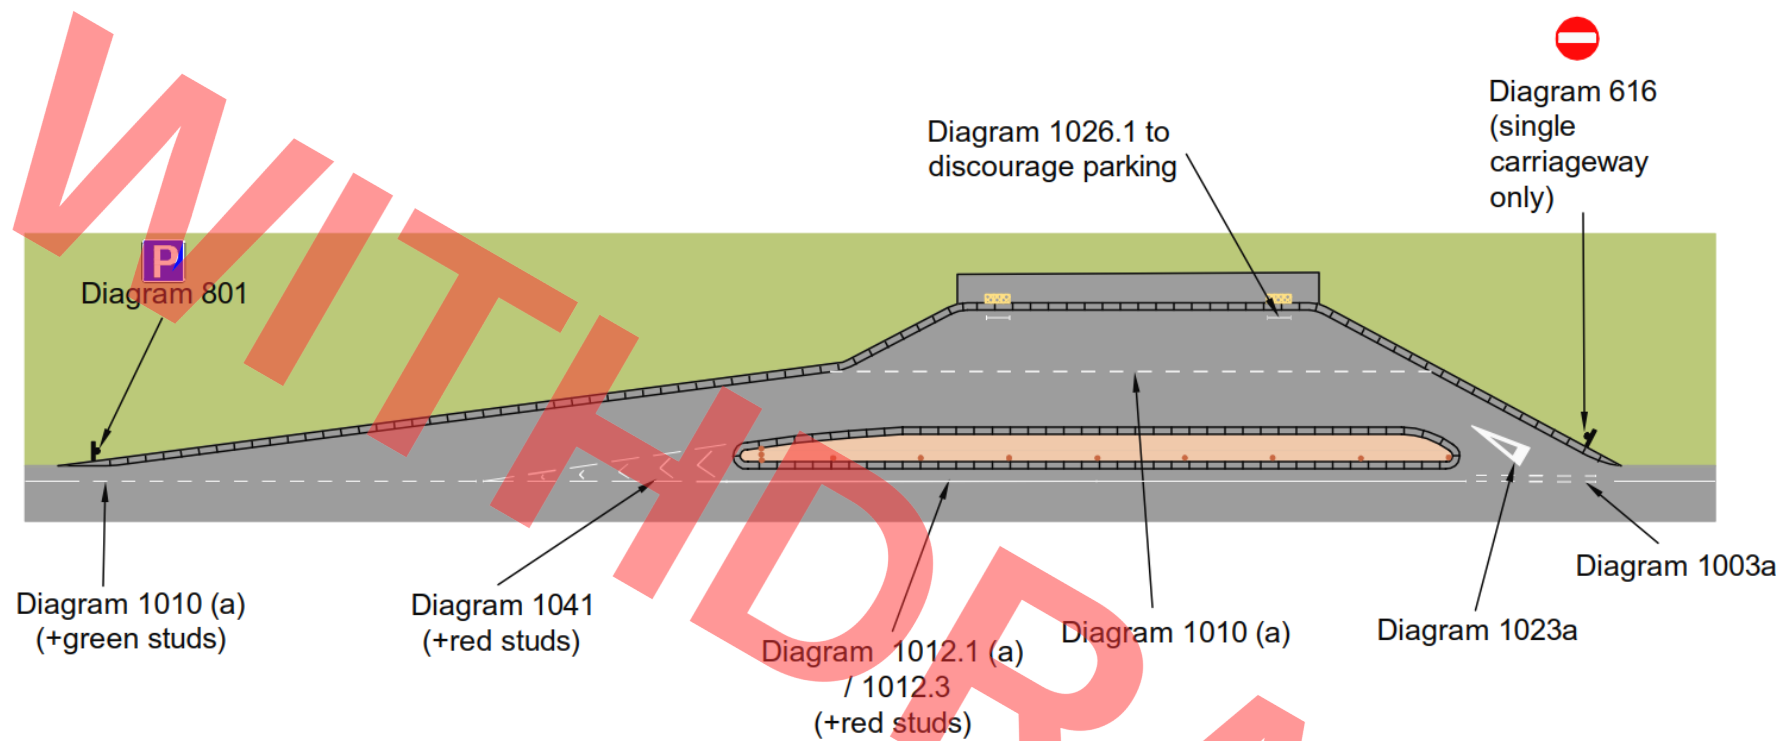 Diagram 616
(single
carriageway
only)
Diagram 1026.1 to
discourage parking
P
Diagram 801
Diagram 1003a
Diagram 1010 (a)
(+green studs)
Diagram 1041
(+red studs)
Diagram 1012.1 (a)
/ 1012.3
(+red studs)
Diagram 1010 (a)
Diagram 1023a
WITHDRA